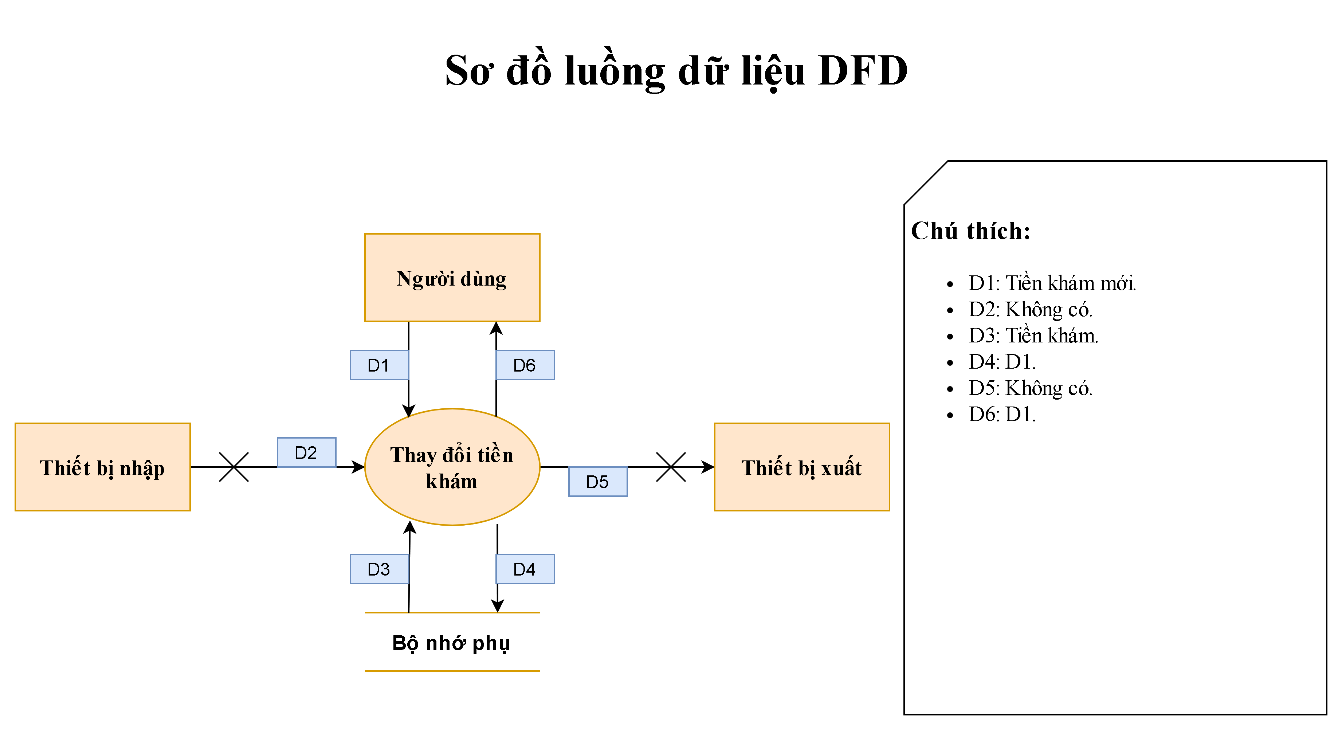 Sơ đồ luồng dữ liệu DFD
Người dùng
D1
D6
Thiết bị nhập
D2
Thay đổi tiền
khám
D5
Thiết bị xuất
D3
D4
Bộ nhớ phụ
Chú thích:
• D1: Tiền khám mới.
• D2: Không có.
• D3: Tiền khám.
• D4: D1.
• D5: Không có.
• D6: D1.